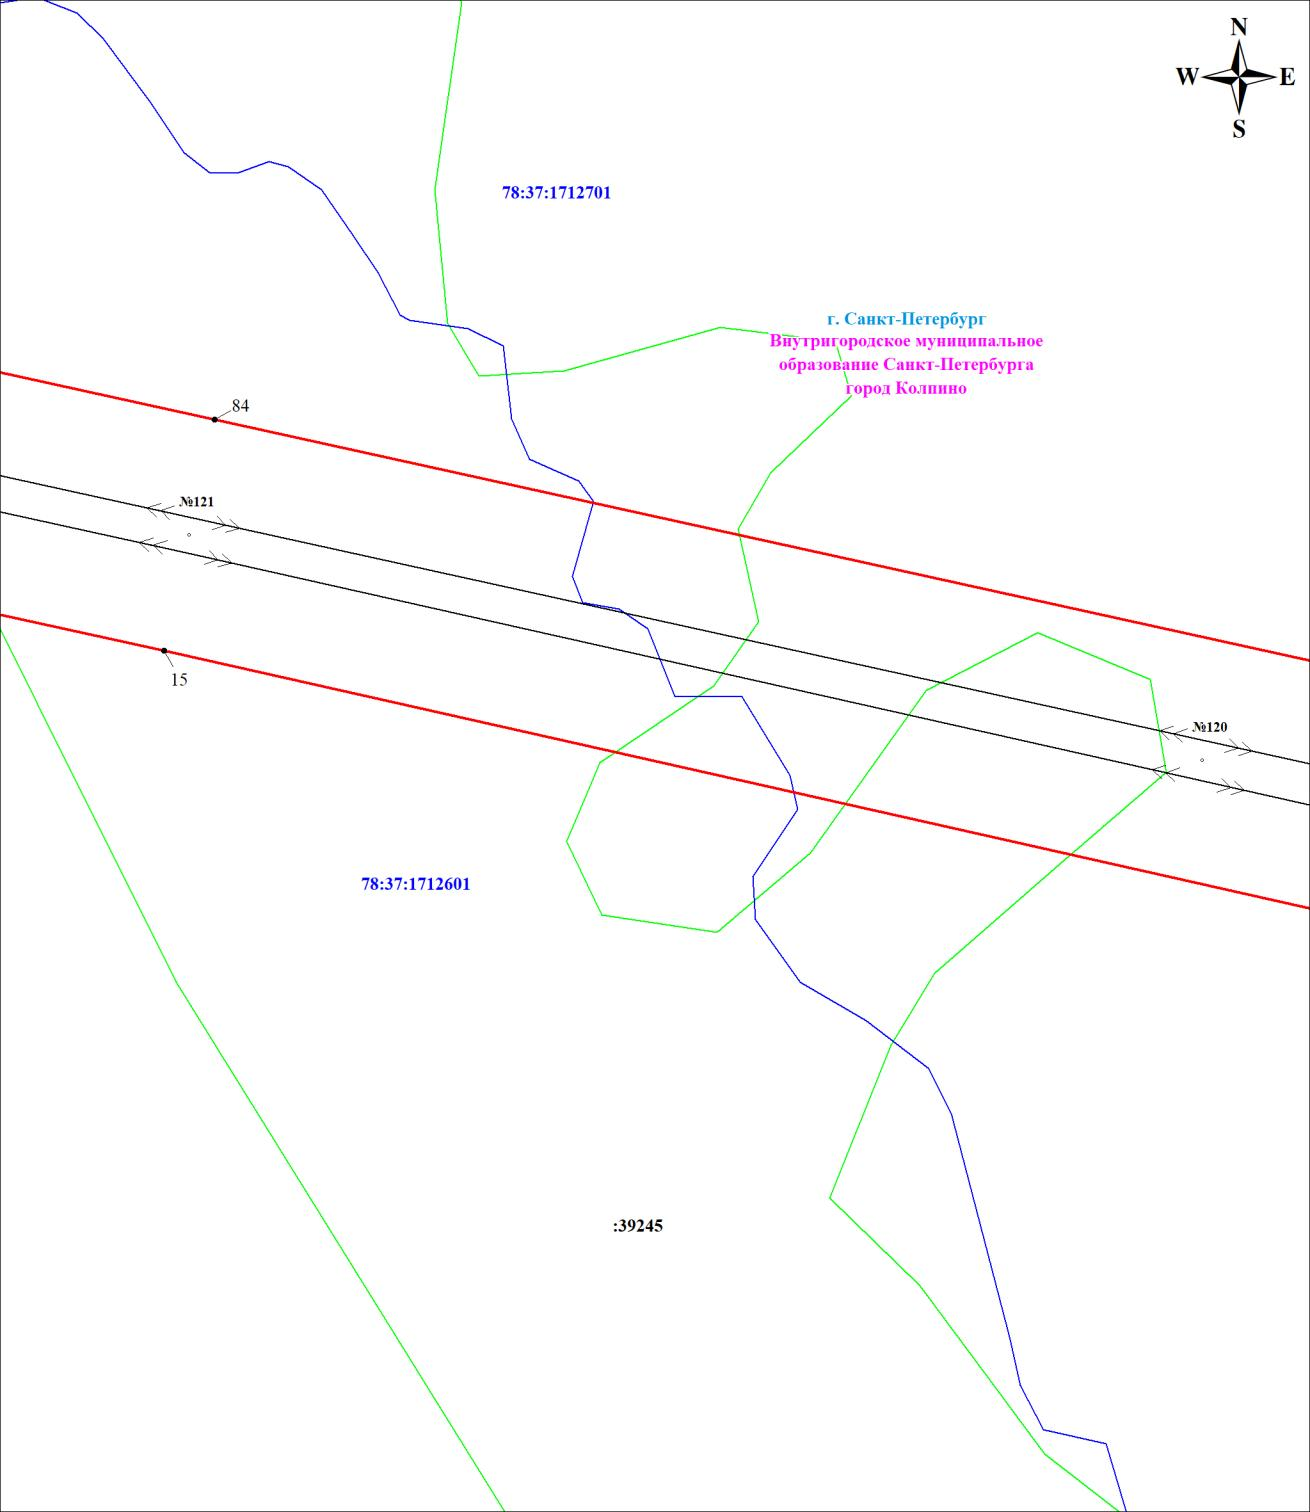 N
W E
S
78:37:1712701
г. Санкт-Петербург
Внутригородское муниципальное
образование Санкт-Петербурга
город Колпино
84
№121
15
№120
78:37:1712601
:39245